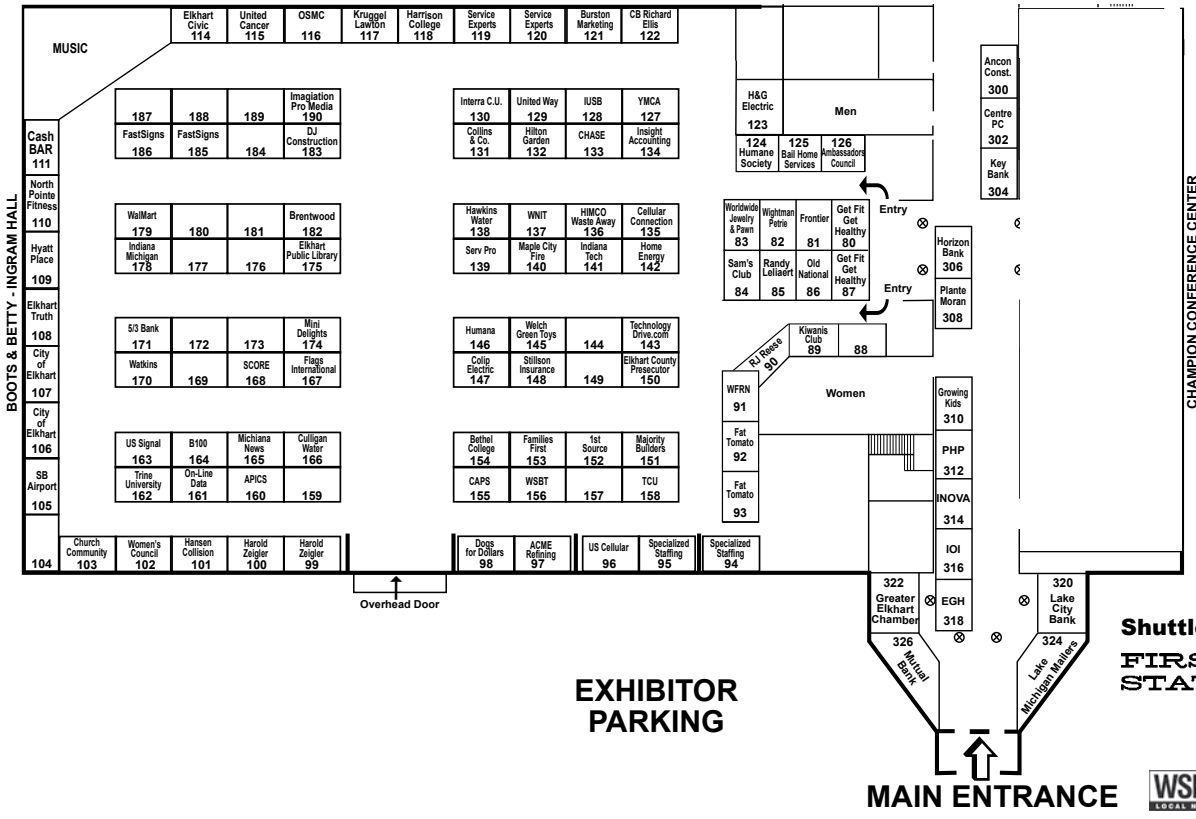 MUSIC
Elkhart
Civic
114
United
Cancer
115
OSMC
116
Kruggel
Lawton
117
Harrison
College
118
Service
Experts
119
Service
Experts
120
Burston
Marketing
121
CB Richard
Ellis
122
187
188
189
Imagiation
Pro Media
190
FastSigns
186
FastSigns
185
184
DJ
Construction
183
Interra C.U.
130
United Way
129
IUSB
128
YMCA
127
Collins
& Co.
131
Hilton
Garden
132
CHASE
133
Insight
Accounting
134
H&G
Electric
123
Men
124
Humane
Society
125
Bail Home
Services
126
Ambassadors
Council
Ancon
Const.
300
Centre
PC
302
Key
Bank
304
BOOTS & BETTY - INGRAM HALL
Cash
BAR
111
North
Pointe
Fitness
110
Hyatt
Place
109
Elkhart
Truth
108
City
of
Elkhart
107
City
of
Elkhart
106
SB
Airport
105
104
WalMart
179
180
181
Brentwood
182
Indiana
Michigan
178
177
176
Elkhart
Public Library
175
Hawkins
Water
138
WNIT
137
HIMCO
Waste Away
136
Cellular
Connection
135
Serv Pro
139
Maple City
Fire
140
Indiana
Tech
141
Home
Energy
142
Worldwide
Jewelry
& Pawn
83
Wightman
Petrie
82
Frontier
81
Get Fit
Get
Healthy
80
Sam's
Club
84
Randy
Leliaert
85
Old
National
86
Get Fit
Get
Healthy
87
Entry
Entry
Horizon
Bank
306
Plante
Moran
308
CHAMPION CONFERENCE CENTER
5/3 Bank
171
172
173
Mini
Delights
174
Watkins
170
169
SCORE
168
Flags
International
167
Humana
146
Welch
Green Toys
145
144
Technology
Drive.com
143
Colip
Electric
147
Stillson
Insurance
148
149
Elkhart County
Presecutor
150
Kiwanis
Club
89
88
RJ Reese
90
WFRN
91
Fat
Tomato
92
Fat
Tomato
93
Women
Growing
Kids
310
PHP
312
INOVA
314
IOI
316
EGH
318
US Signal
163
B100
164
Michiana
News
165
Culligan
Water
166
Trine
University
162
On-Line
Data
161
APICS
160
159
Bethel
College
154
Families
First
153
1st
Source
152
Majority
Builders
151
CAPS
155
WSBT
156
157
TCU
158
Church
Community
103
Women's
Council
102
Hansen
Collision
101
Harold
Zeigler
100
Harold
Zeigler
99
Dogs
for Dollars
98
ACME
Refining
97
US Cellular
96
Specialized
Staffing
95
Specialized
Staffing
94
Overhead Door
322
Greater
Elkhart
Chamber
320
Lake
City
Bank
326
Mutual
Bank
324
Lake
Michigan Mailers
EXHIBITOR
PARKING
MAIN ENTRANCE